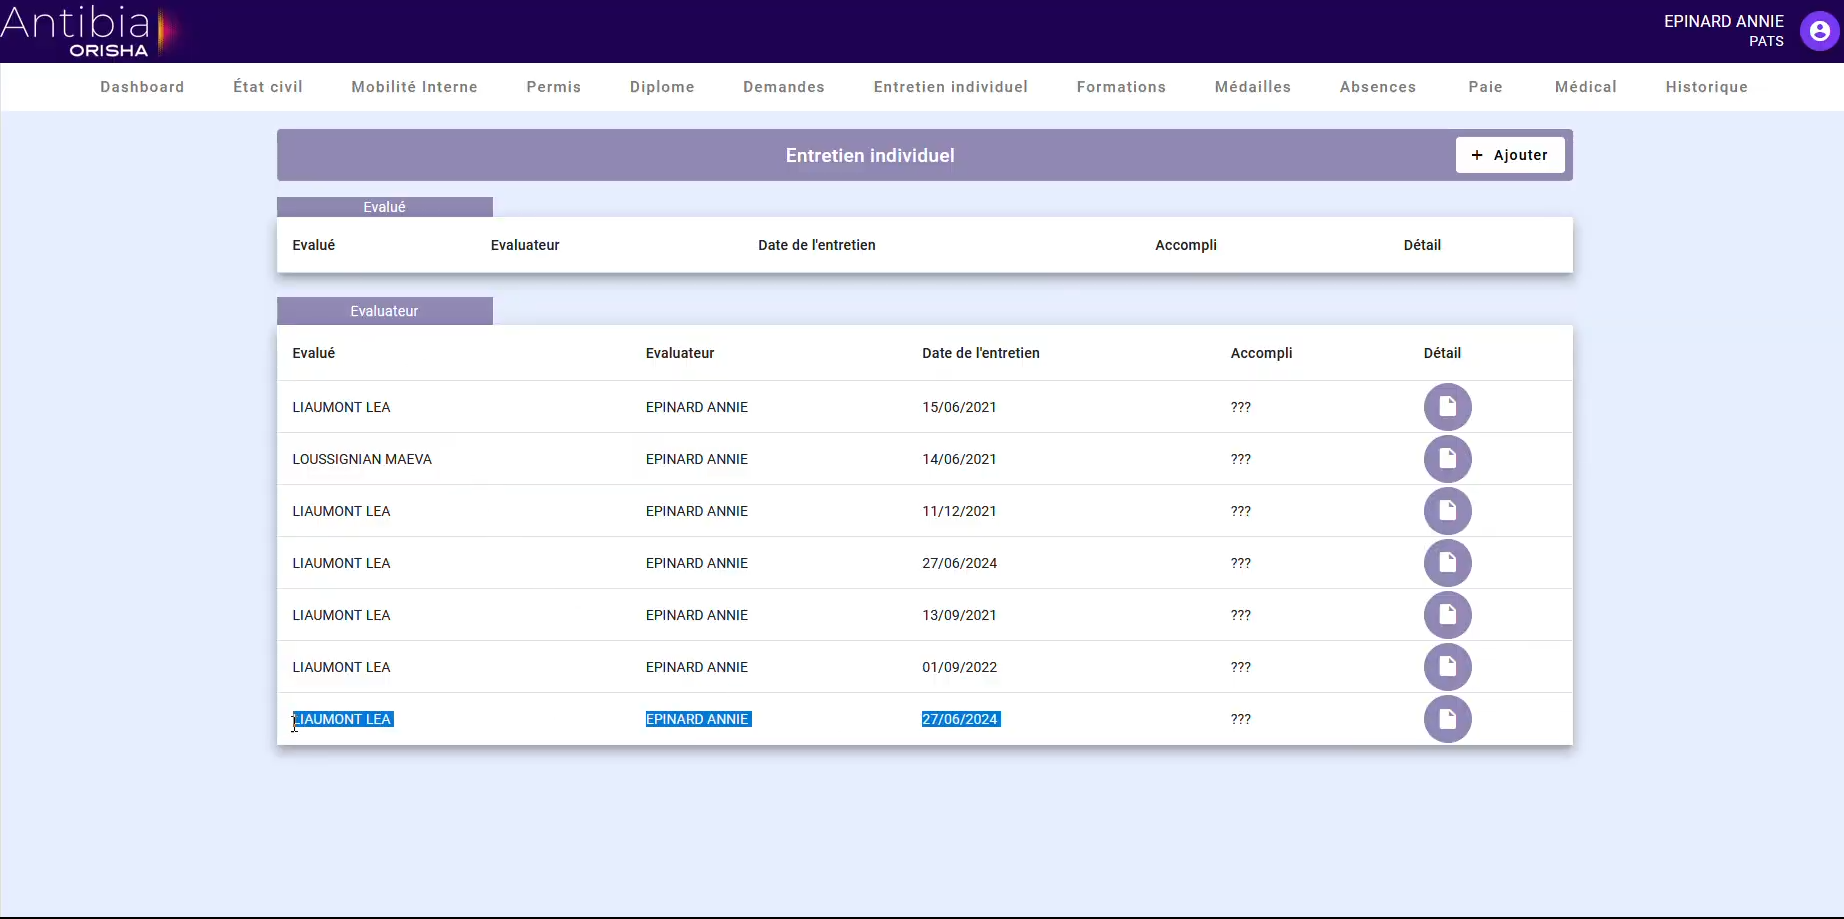 Antibia
ORISHA
EPINARD ANNIE
PATS
Dashboard État civil Mobilité Interne Permis Diplome Demandes Entretien individuel Formations Médailles Absences Paie Médical Historique
Entretien individuel
+ Ajouter
Evalué
Evalué Evaluateur Date de l'entretien Accompli Détail
Evaluateur
Evalué Evaluateur Date de l'entretien Accompli Détail
LIAUMONT LEA EPINARD ANNIE 15/06/2021 ???
LOUSSIGNIAN MAEVA EPINARD ANNIE 14/06/2021 ???
LIAUMONT LEA EPINARD ANNIE 11/12/2021 ???
LIAUMONT LEA EPINARD ANNIE 27/06/2024 ???
LIAUMONT LEA EPINARD ANNIE 13/09/2021 ???
LIAUMONT LEA EPINARD ANNIE 01/09/2022 ???
LIAUMONT LEA EPINARD ANNIE 27/06/2024 ???